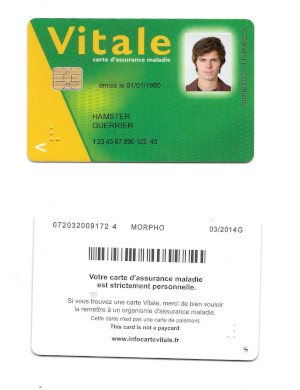 Vitale
carte d'assurance maladie
émise le 01/01/1980
HAMSTER
GUERRIER
1 23 45 67 890 123 45
072032009172 4 MORPHO 03/2014G
Votre carte d'assurance maladie
est strictement personnelle.
Si vous trouvez une carte Vitale, merci de bien vouloir
la remettre à un organisme d'assurance maladie.
Cette carte n'est pas une carte de paiement.
This card is not a paycard.
www.infocartevitale.fr